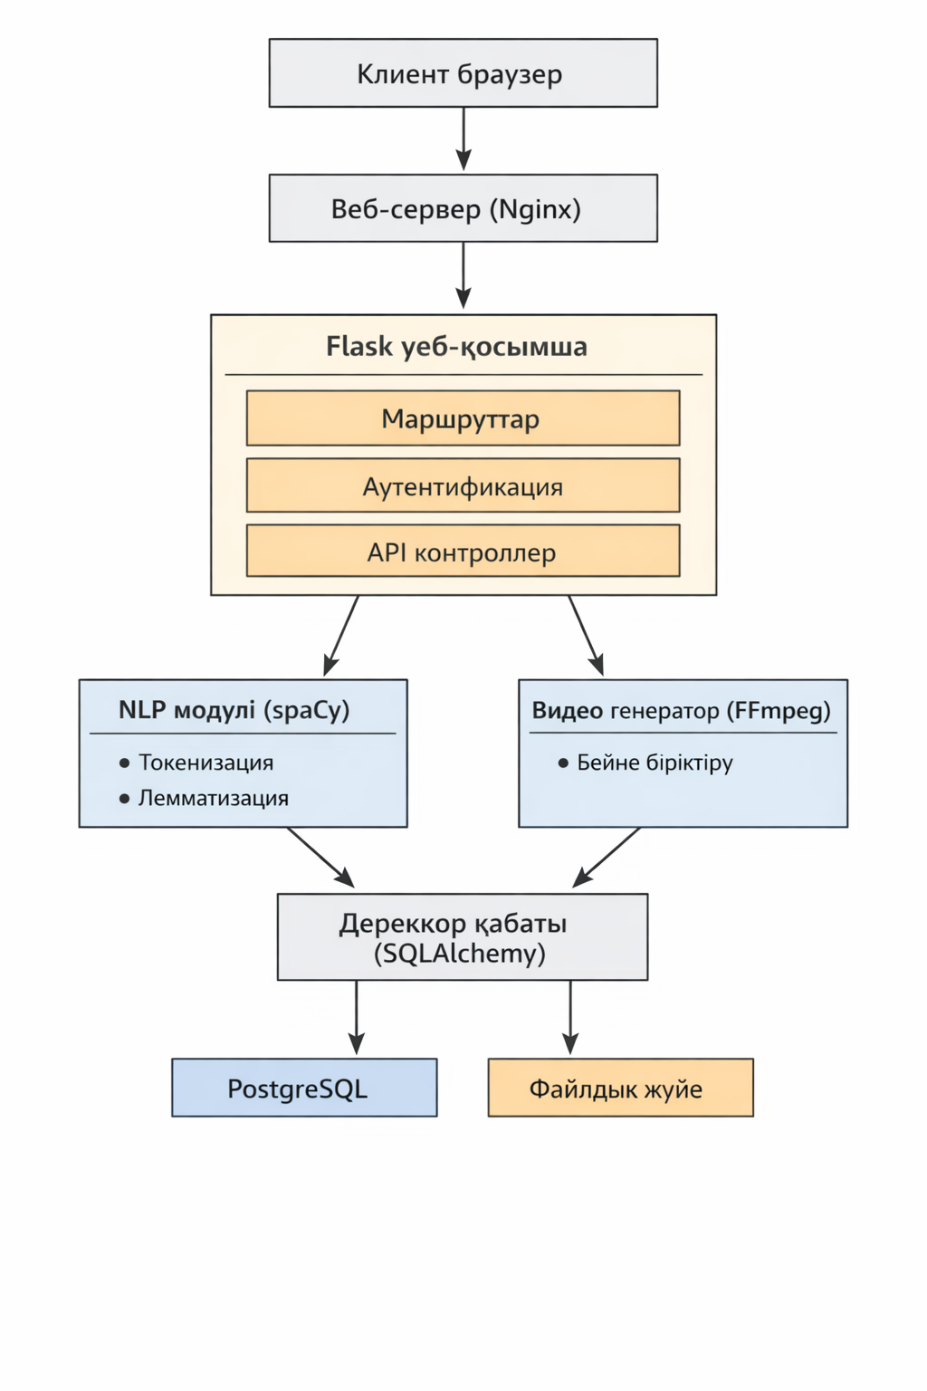 Клиент браузер
Веб-сервер (Nginx)
Flask уеб-қосымша
Маршруттар
Аутентификация
API контроллер
NLP модулі (spaCy)
● Токенизация
● Лемматизация
Видео генератор (FFmpeg)
● Бейне біріктіру
Дереккор қабаты
(SQLAlchemy)
PostgreSQL
Файлдык жуйе